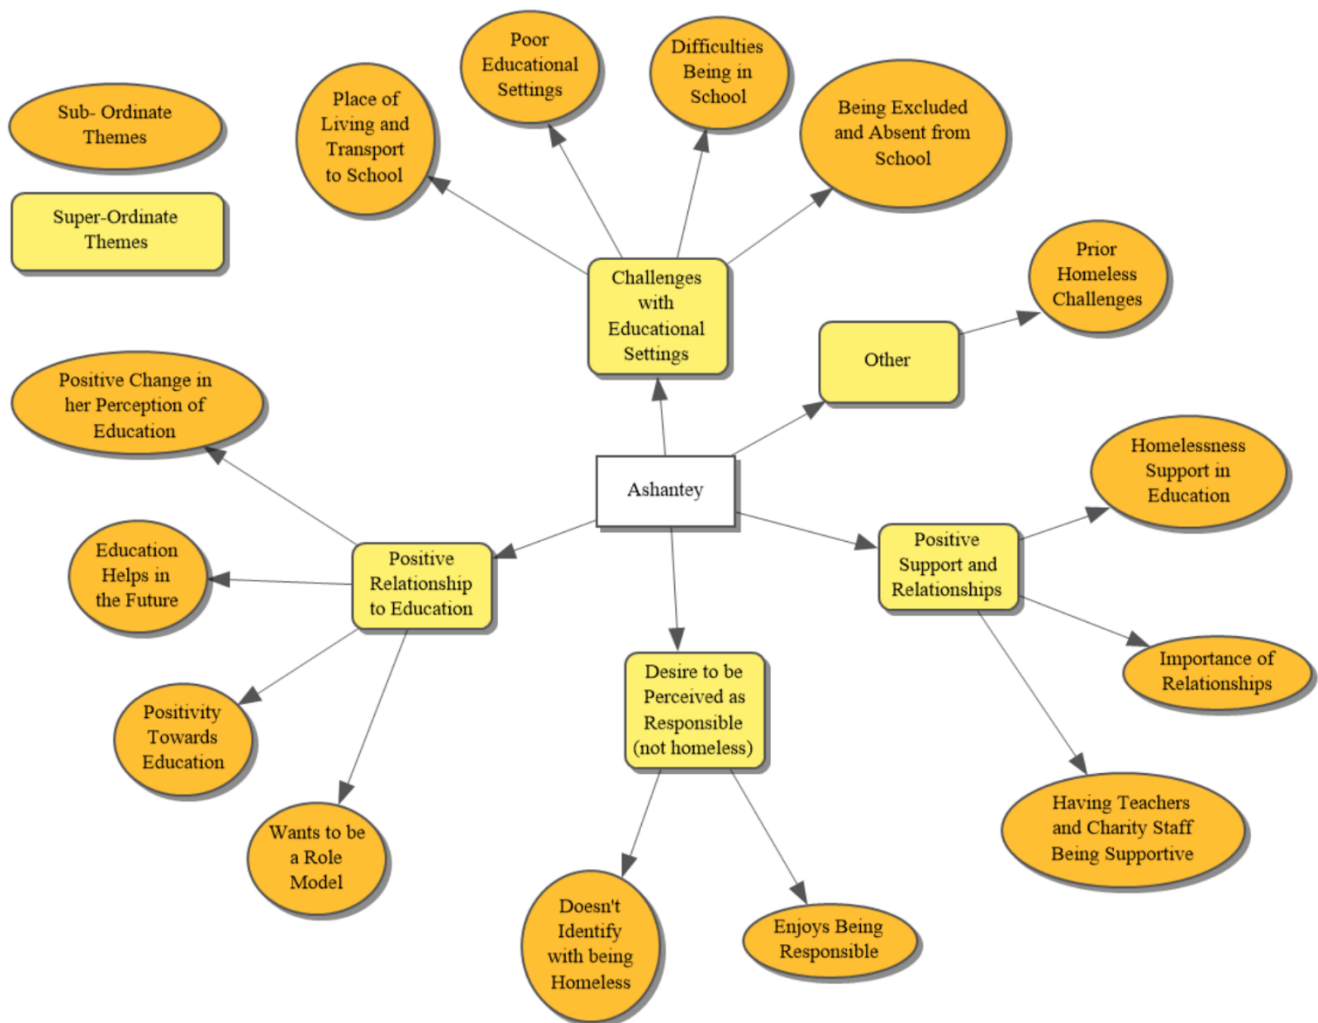 Sub- Ordinate
Themes
Super-Ordinate
Themes
Place of
Living and
Transport
to School
Poor
Educational
Settings
Difficulties
Being in
School
Being Excluded
and Absent from
School
Challenges
with
Educational
Settings
Prior
Homeless
Challenges
Other
Positive Change in
her Perception of
Education
Ashantey
Homelessness
Support in
Education
Education
Helps in
the Future
Positive
Relationship
to Education
Positive
Support and
Relationships
Importance of
Relationships
Positivity
Towards
Education
Desire to be
Perceived as
Responsible
(not homeless)
Wants to be
a Role
Model
Having Teachers
and Charity Staff
Being Supportive
Doesn't
Identify
with being
Homeless
Enjoys Being
Responsible